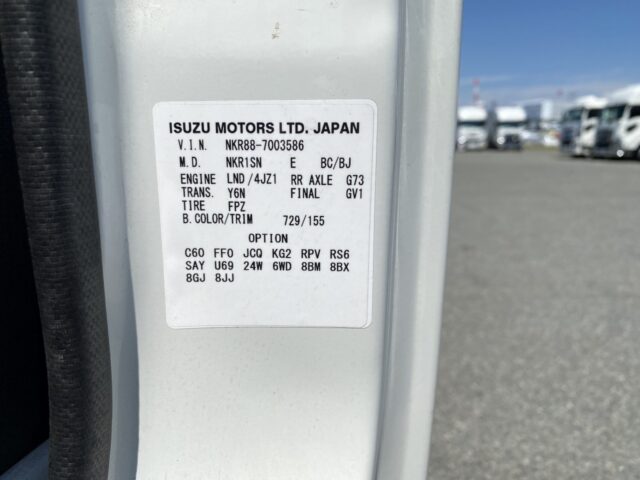 ISUZU MOTORS LTD. JAPAN
V.I.N. NKR88-7003586
M.D. NKR1SN E BC/BJ
ENGINE LND/4JZ1 RR AXLE G73
TRANS. Y6N FINAL GV1
TIRE FPZ
B.COLOR/TRIM 729/155
OPTION
C60 FF0 JCQ KG2 RPV RS6
SAY U69 24W 6WD 8BM 8BX
8GJ 8JJ